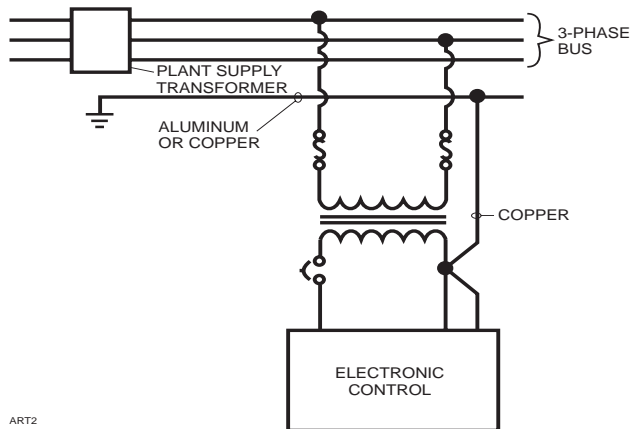 3-PHASE
BUS
PLANT SUPPLY
TRANSFORMER
ALUMINUM
OR COPPER
COPPER
ELECTRONIC
CONTROL
ART2